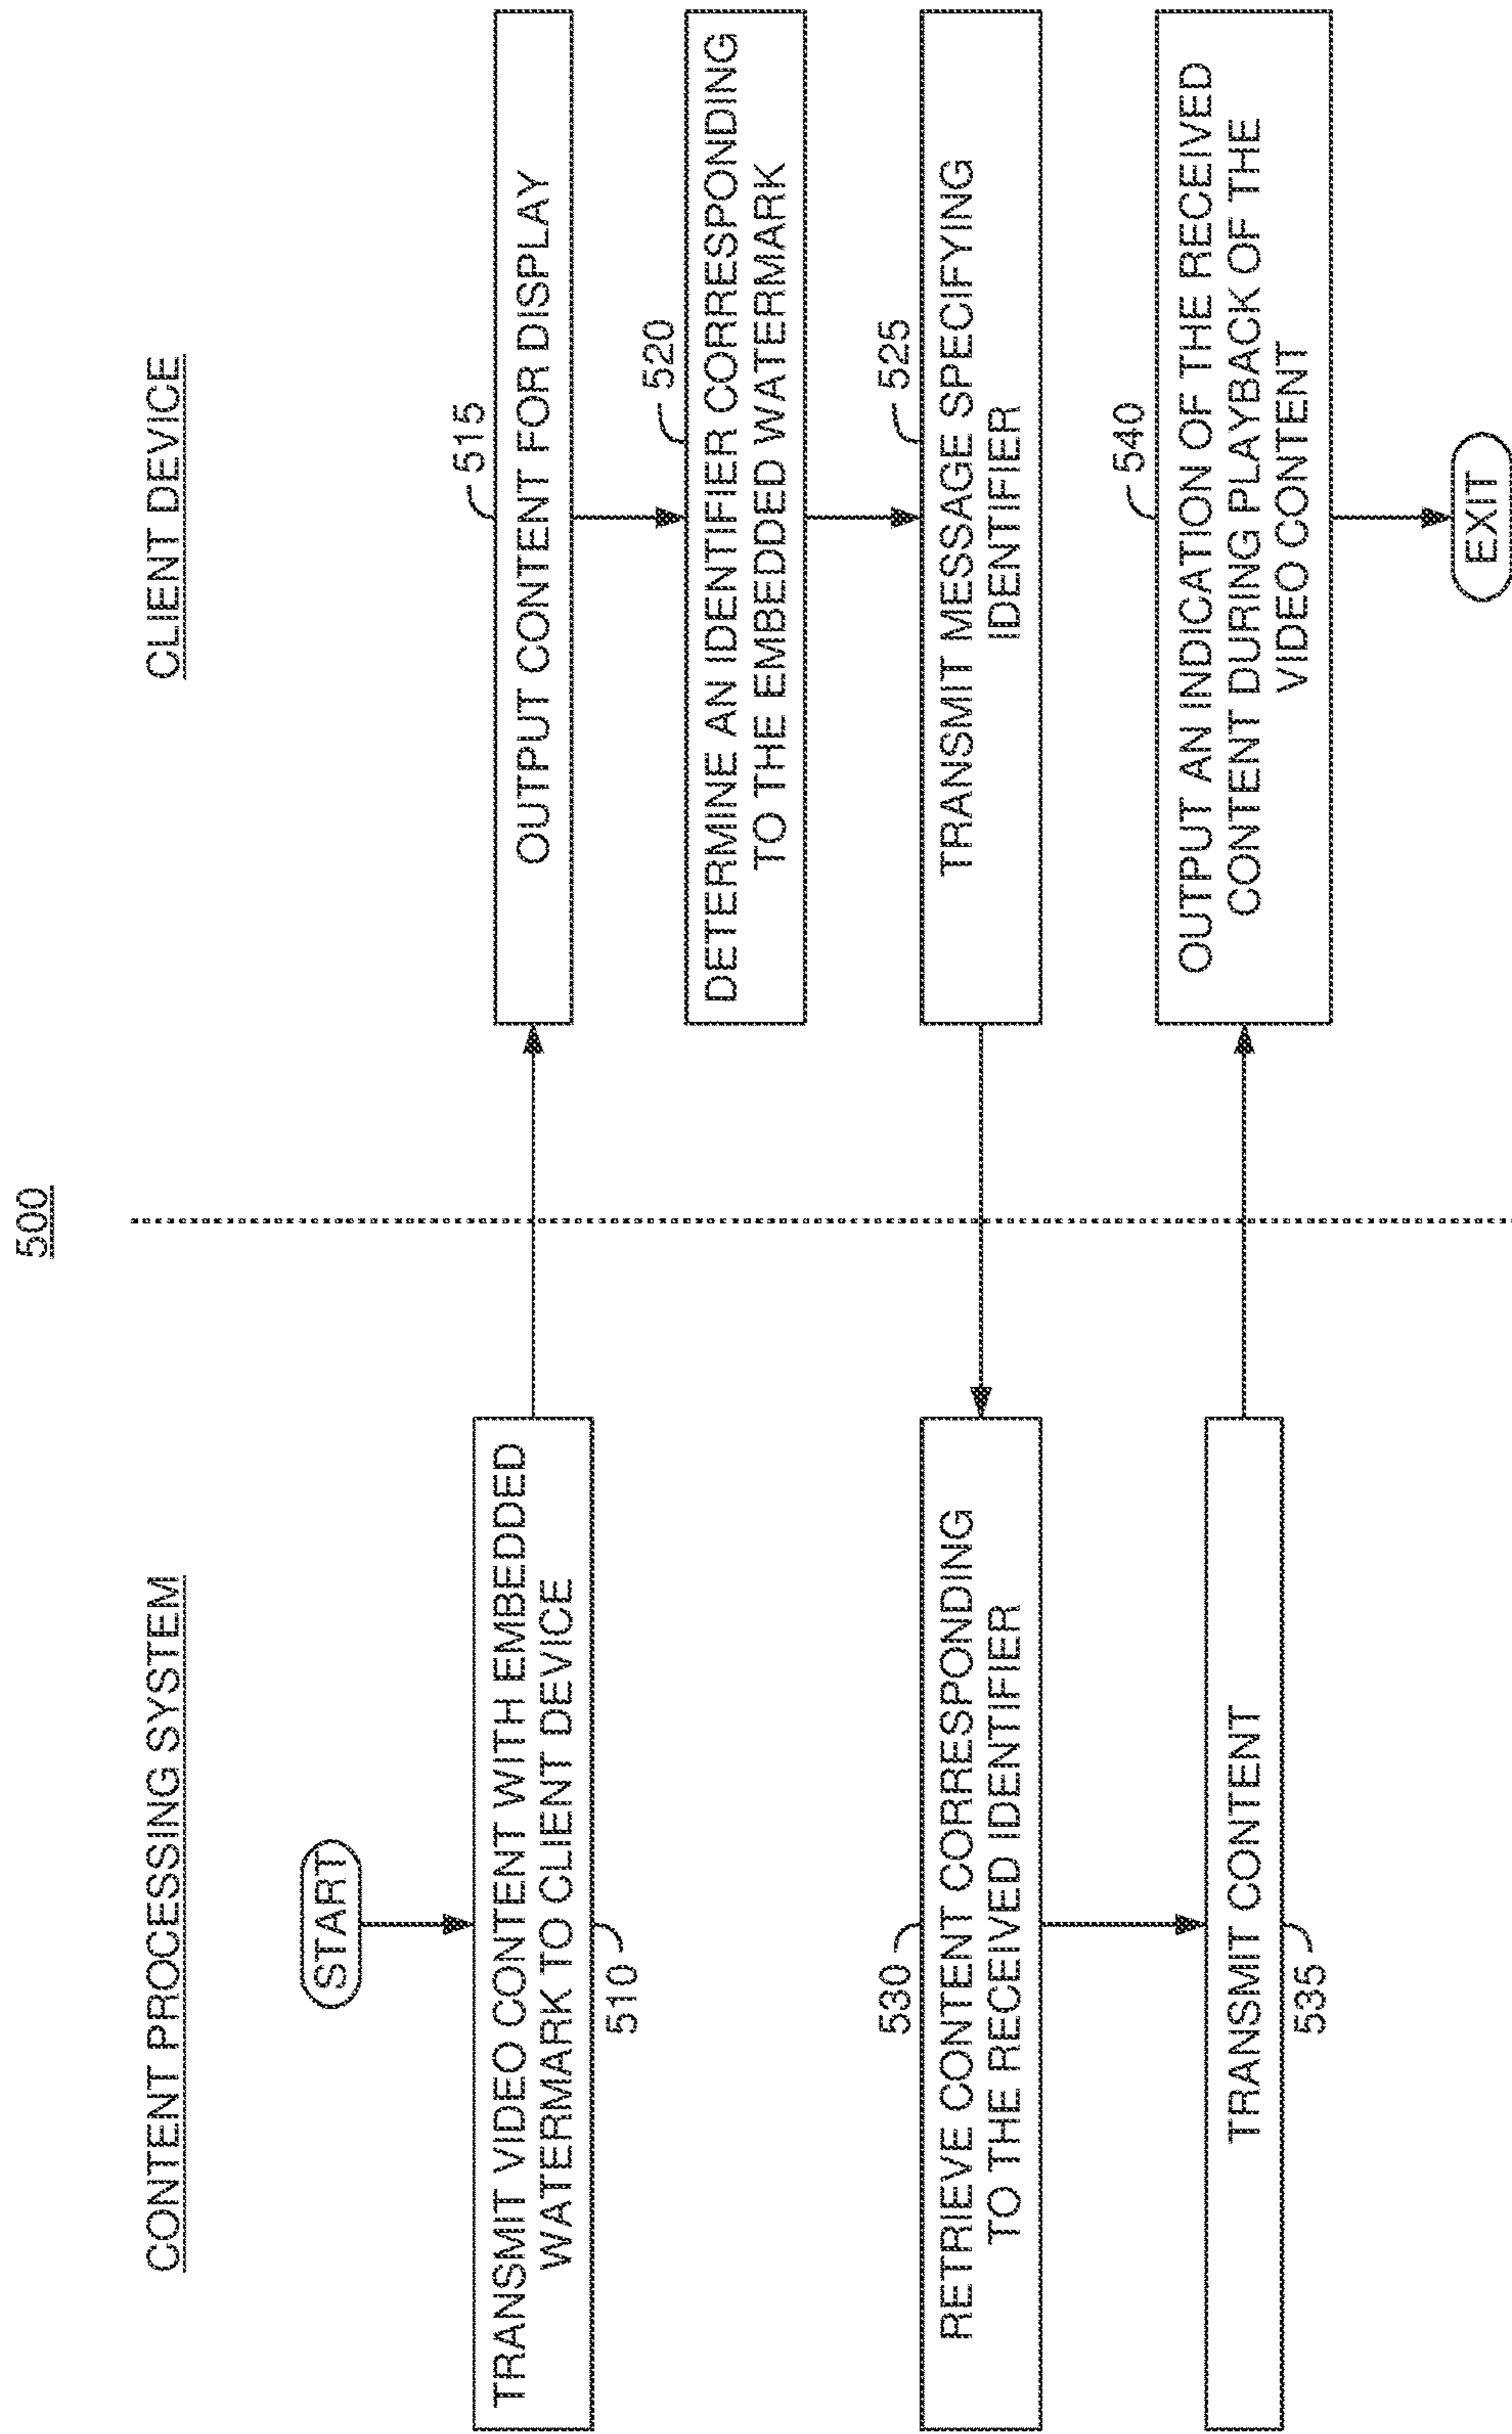 500
CONTENT PROCESSING SYSTEM
CLIENT DEVICE
START
TRANSMIT VIDEO CONTENT WITH EMBEDDED
WATERMARK TO CLIENT DEVICE
510
515
OUTPUT CONTENT FOR DISPLAY
520
DETERMINE AN IDENTIFIER CORRESPONDING
TO THE EMBEDDED WATERMARK
525
TRANSMIT MESSAGE SPECIFYING
IDENTIFIER
530
RETRIEVE CONTENT CORRESPONDING
TO THE RECEIVED IDENTIFIER
TRANSMIT CONTENT
535
540
OUTPUT AN INDICATION OF THE RECEIVED
CONTENT DURING PLAYBACK OF THE
VIDEO CONTENT
EXIT